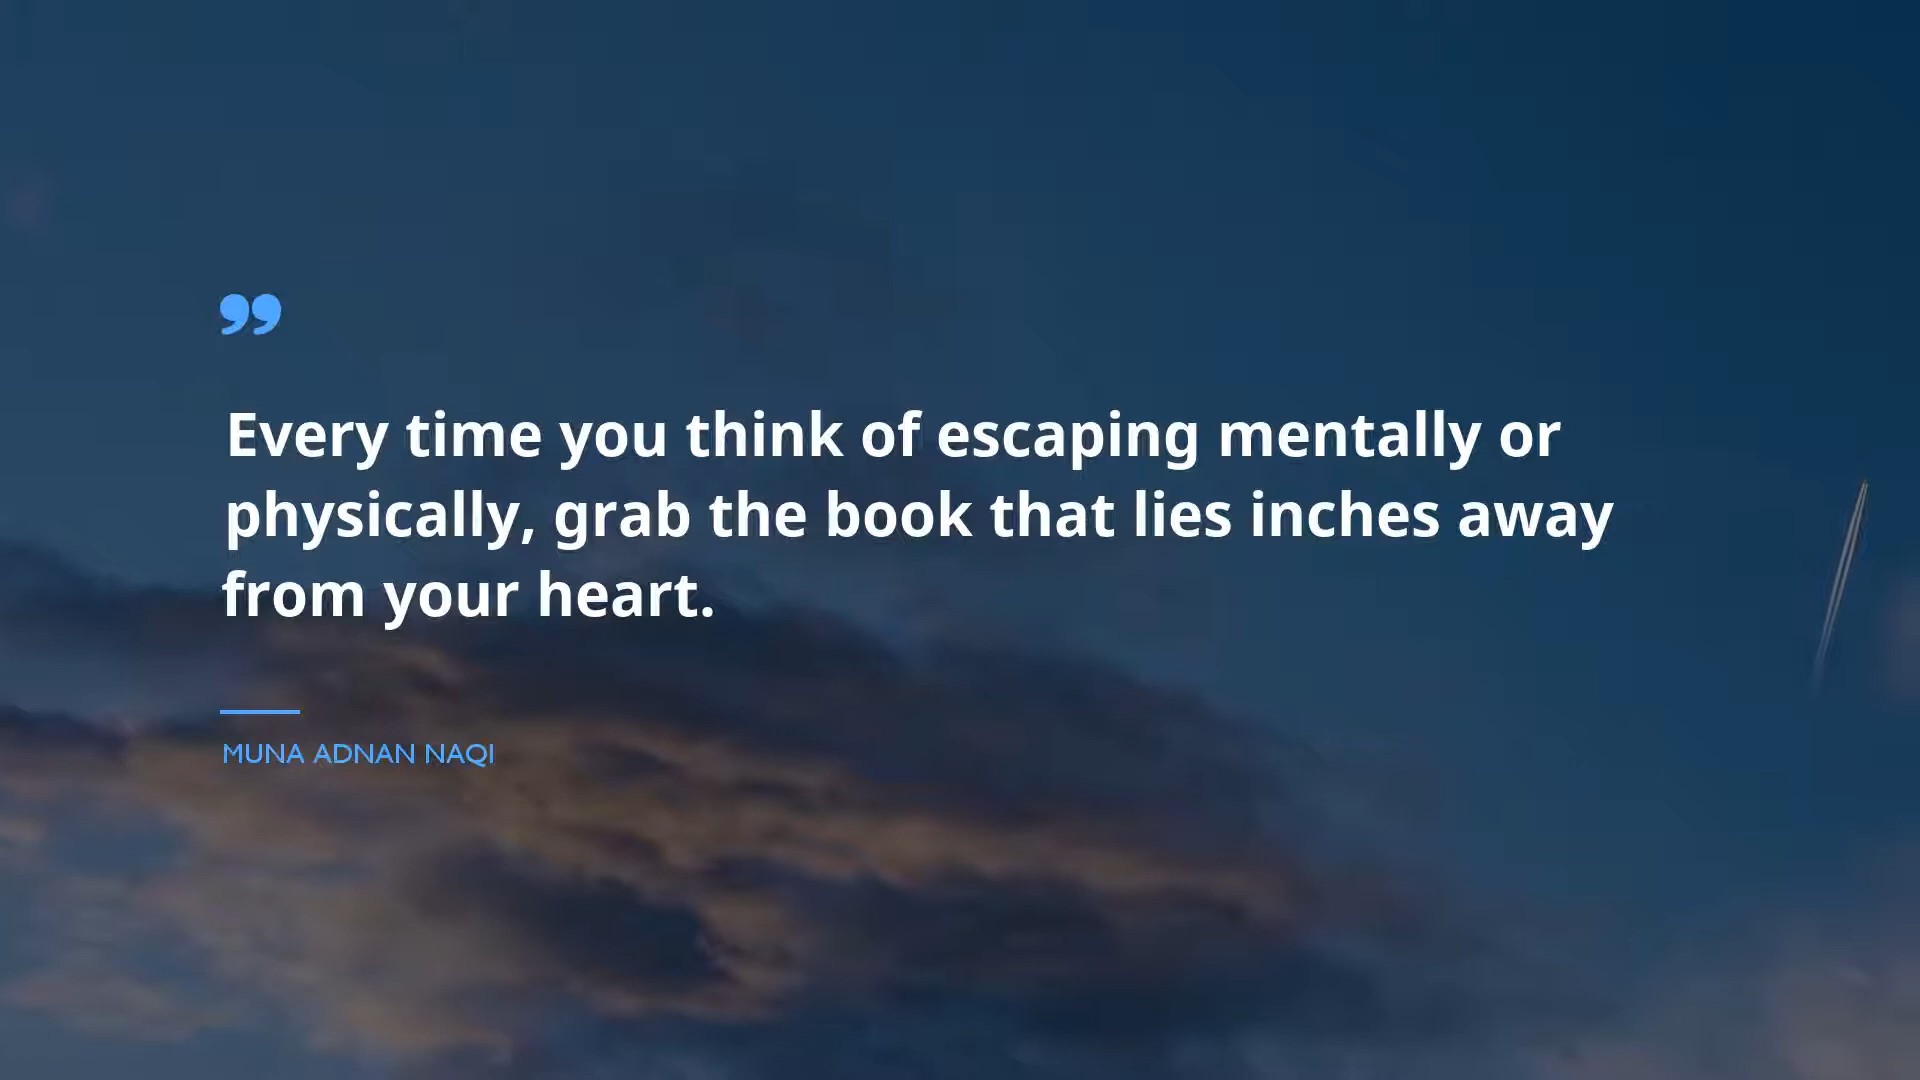 ”
Every time you think of escaping mentally or
physically, grab the book that lies inches away
from your heart.
MUNA ADNAN NAQI